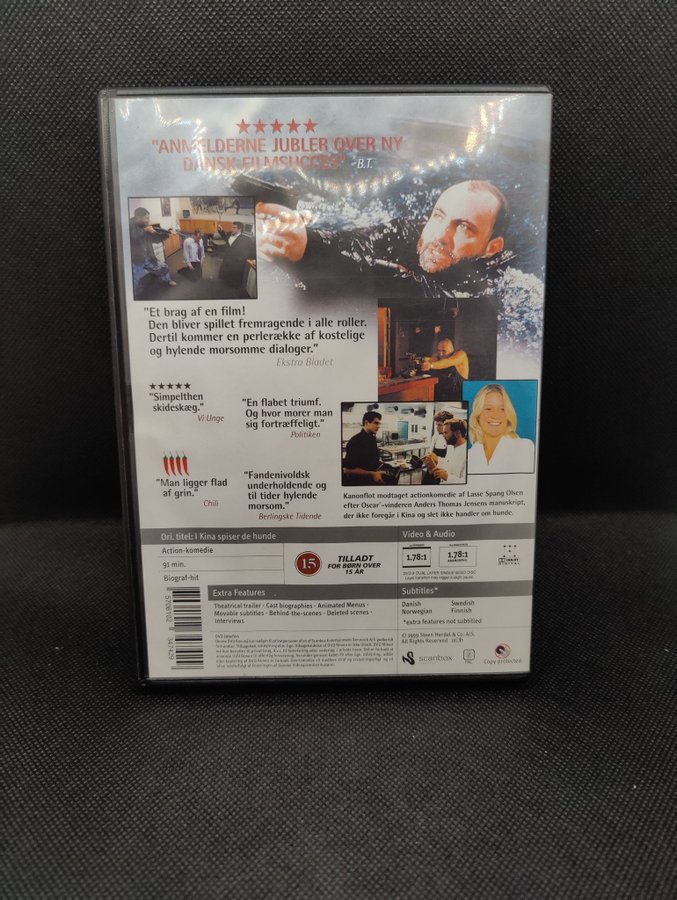 "ANMELDERNE JUBLER OVER NY
DANSK FILMSUCCES" -B.T.
"Et brag af en film!
Den bliver spillet fremragende i alle roller.
Dertil kommer en perlerække af kostelige
og hylende morsomme dialoger."
Ekstra Bladet
"Simpelthen
skideskæg."
Vi Unge
"En flabet triumf.
Og hvor morer man
sig fortræffeligt."
Politiken
"Man ligger flad
af grin."
Chili
"Fandenivoldsk
underholdende og
til tider hylende
morsom."
Berlingske Tidende
Kanonflot modtaget actionkomedie af Lasse Spang Olsen
efter Oscar®-vinderen Anders Thomas Jensens manuskript,
der ikke foregår i Kina og slet ikke handler om hunde.
Ori. titel: I Kina spiser de hunde
Action-komedie
91 min.
Biograf-hit
15
TILLADT
FOR BØRN OVER
15 ÅR
Video & Audio
1.78:1
1.78:1
Extra Features
Theatrical trailer · Cast biographies · Animated Menus ·
Movable subtitles · Behind-the-scenes · Deleted scenes ·
Interviews
Subtitles*
Danish Swedish
Norwegian Finnish
*extra features not subtitled
© 1999 Steen Herdel & Co. A/S.
All Rights Reserved
scanbox
Copy protected